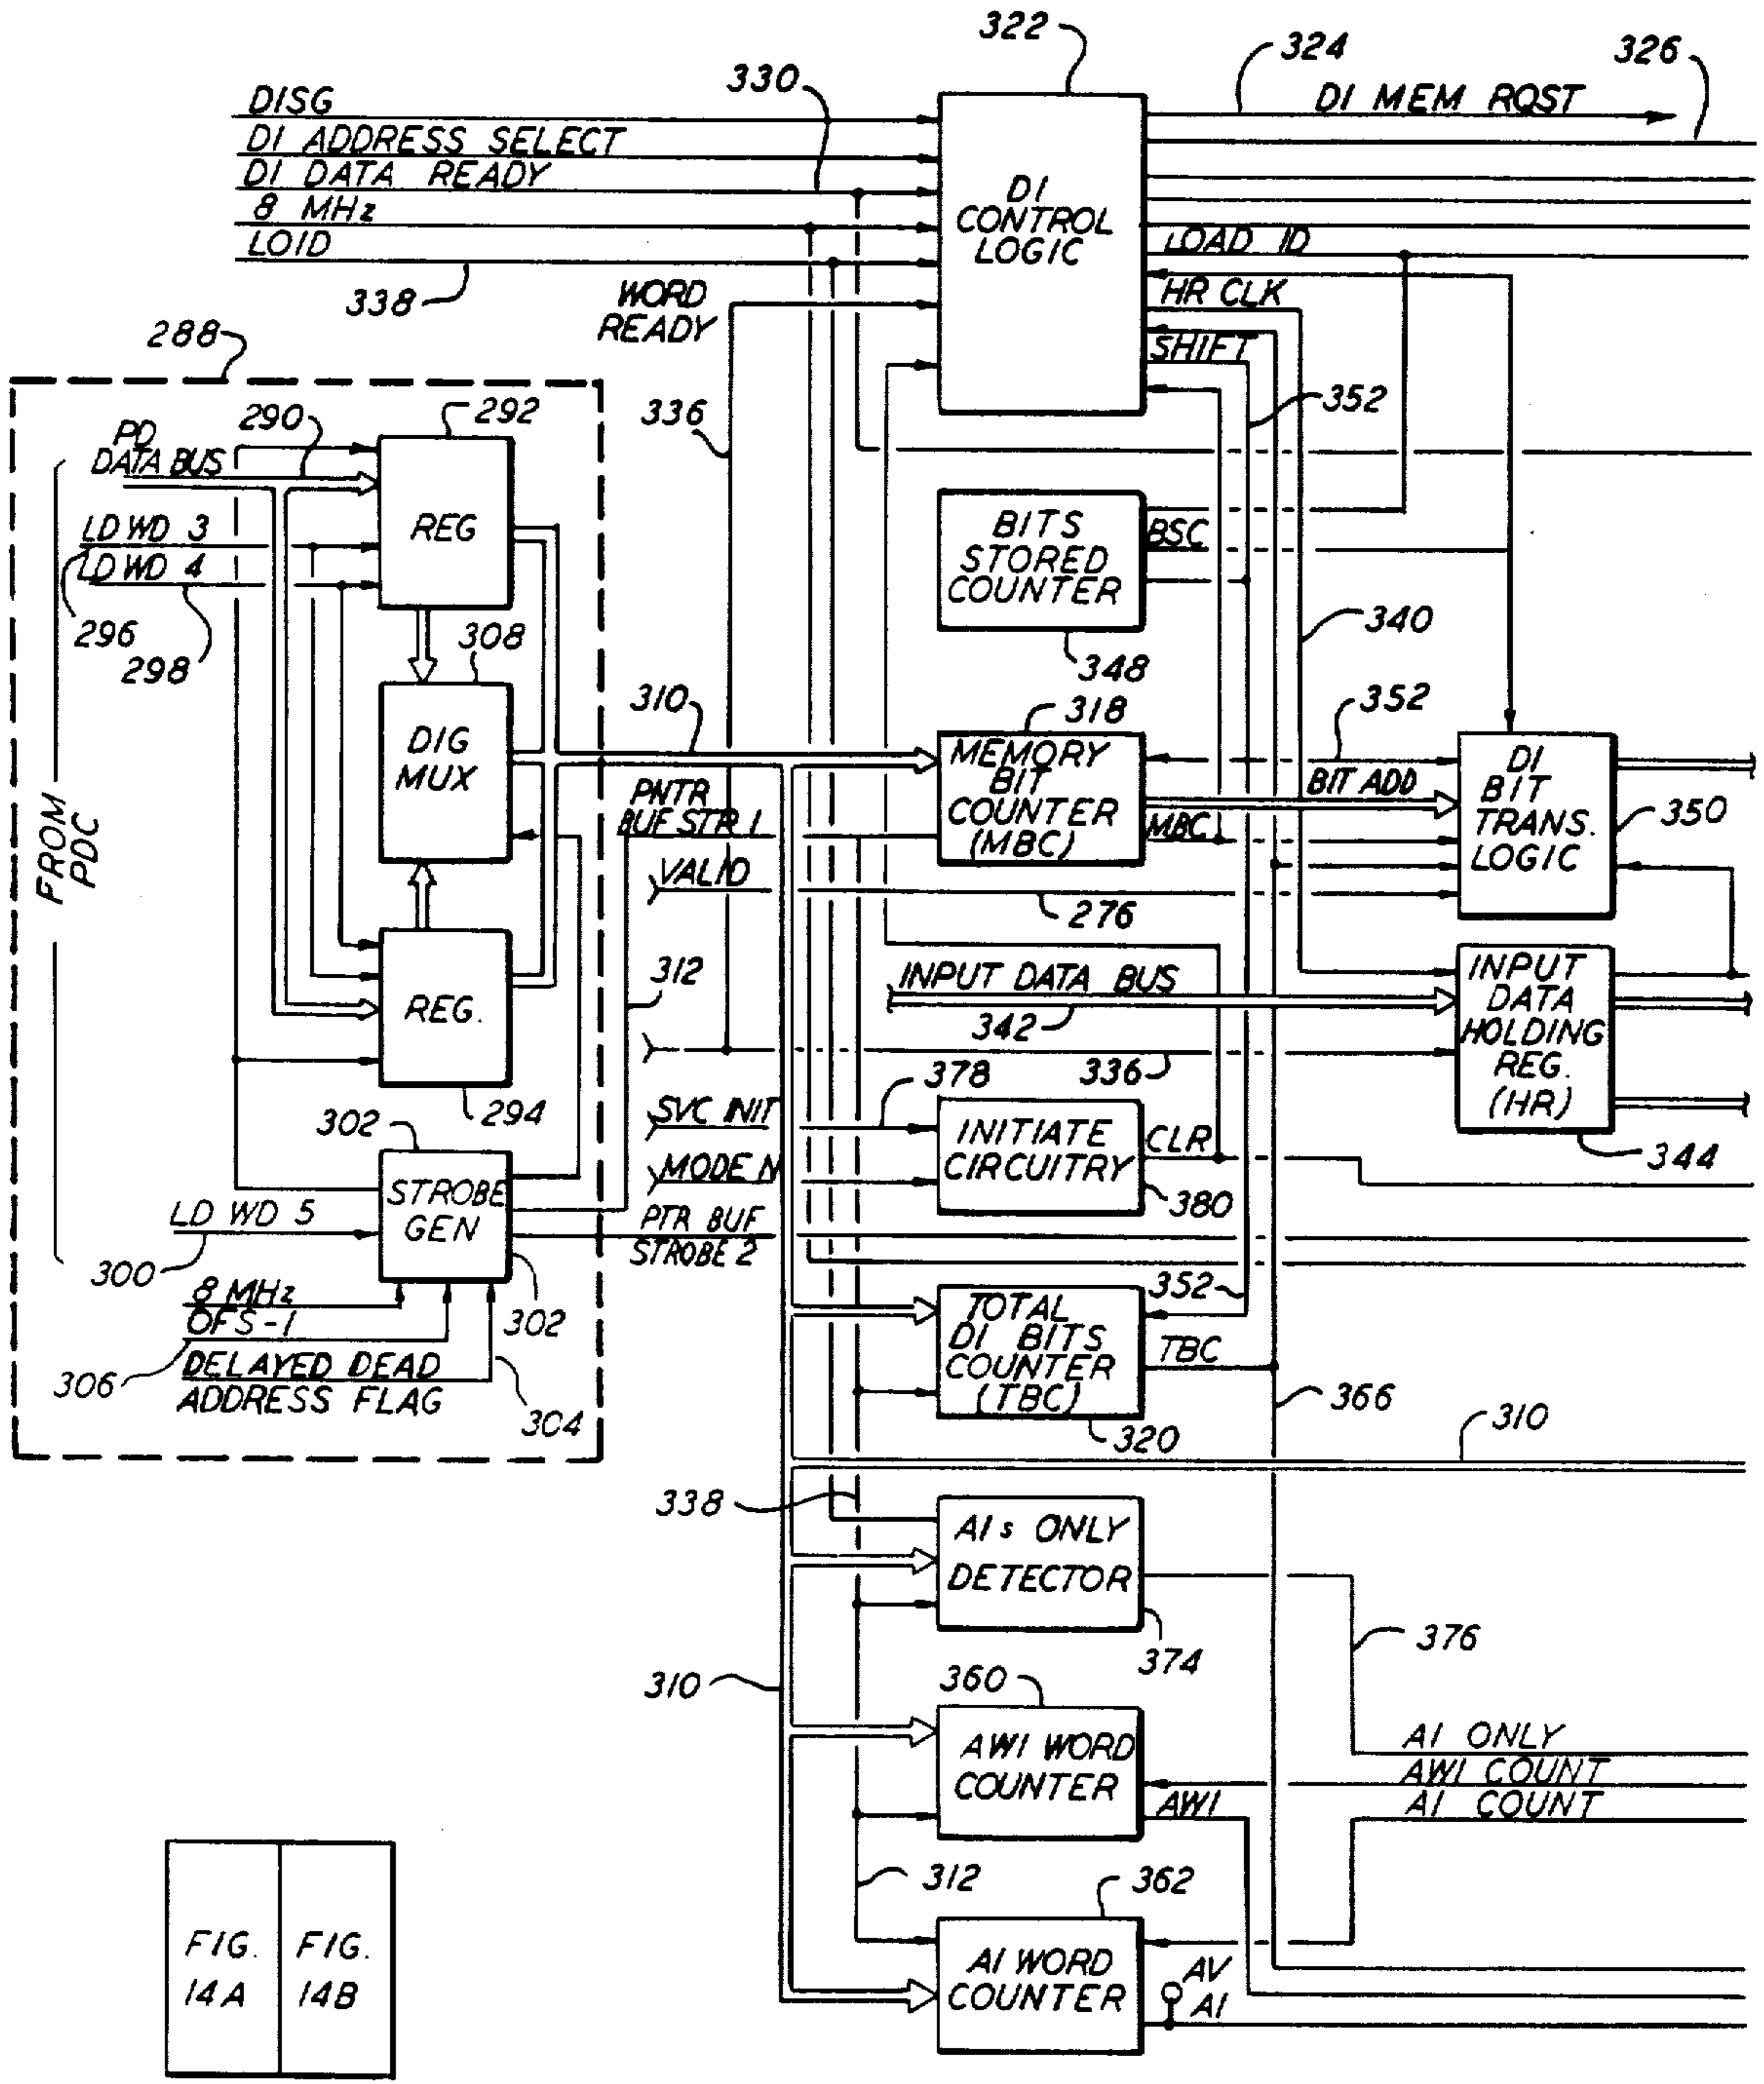 322
324
326
330
DISG
DI MEM RQST
DI ADDRESS SELECT
DI DATA READY
8 MHz
LOID
DI
CONTROL
LOGIC
LOAD ID
338
WORD
READY
HR CLK
SHIFT
288
352
336
PD
DATA BUS
290
292
LD WD 3
LD WD 4
REG
BITS
STORED
COUNTER
BSC
296
298
308
348
340
310
318
352
DIG
MUX
MEMORY
BIT
COUNTER
(MBC)
BIT ADD
MBC
DI
BIT
TRANS.
LOGIC
350
PNTR
BUF STR 1
VALID
276
FROM
PDC
312
INPUT DATA BUS
342
INPUT
DATA
HOLDING
REG.
(HR)
REG.
336
294
378
344
302
SVC INIT
INITIATE
CIRCUITRY
CLR
MODE N
380
STROBE
GEN
LD WD 5
PTR BUF
STROBE 2
300
8 MHz
OFS-1
302
352
306
DELAYED DEAD
ADDRESS FLAG
304
TOTAL
DI BITS
COUNTER
(TBC)
TBC
366
320
310
338
AIs ONLY
DETECTOR
374
376
310
360
AWI WORD
COUNTER
AWI
AI ONLY
AWI COUNT
AI COUNT
312
362
AI WORD
COUNTER
AV
AI
FIG.
14A
FIG.
14B